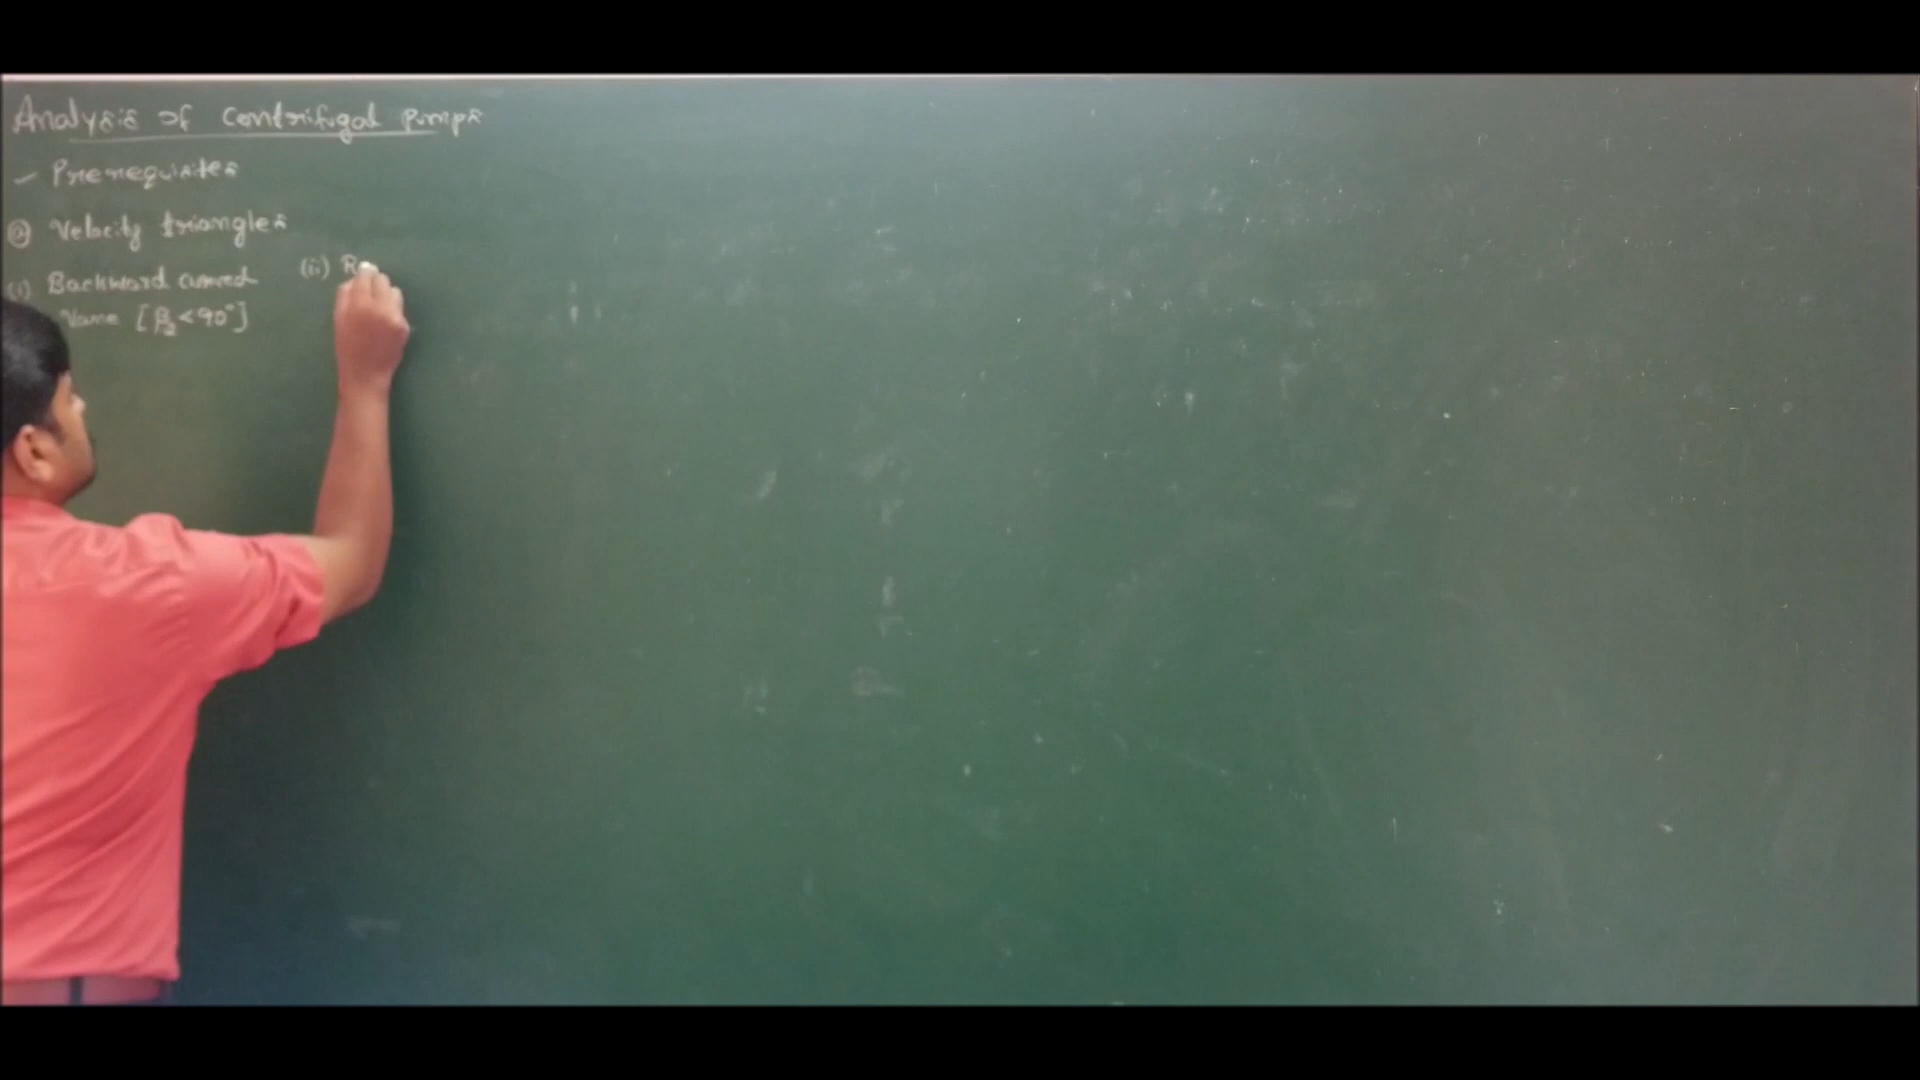 Analysis of Centrifugal Pumps
- Prerequisites
@ Velocity triangles
(i) Backward curved
Vane [β₂<90°]
(ii) R